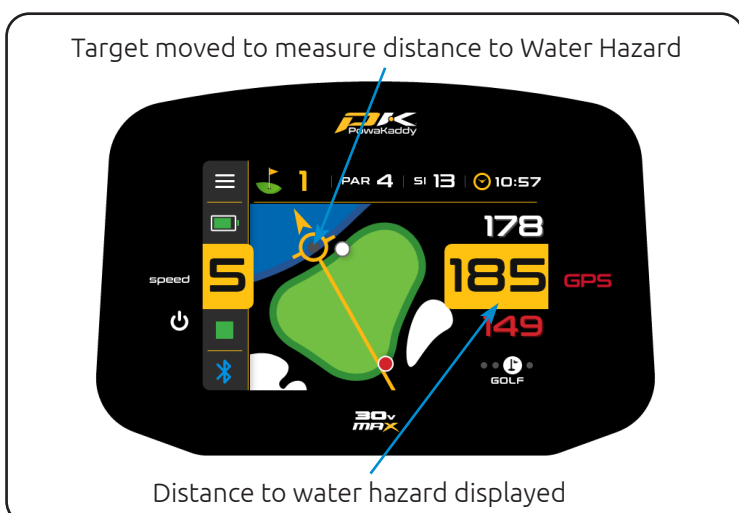 Target moved to measure distance to Water Hazard
PK
PowaKaddy
1 PAR 4 SI 13 10:57
178
speed 5 185 GPS
149
GOLF
30V
MAX
Distance to water hazard displayed